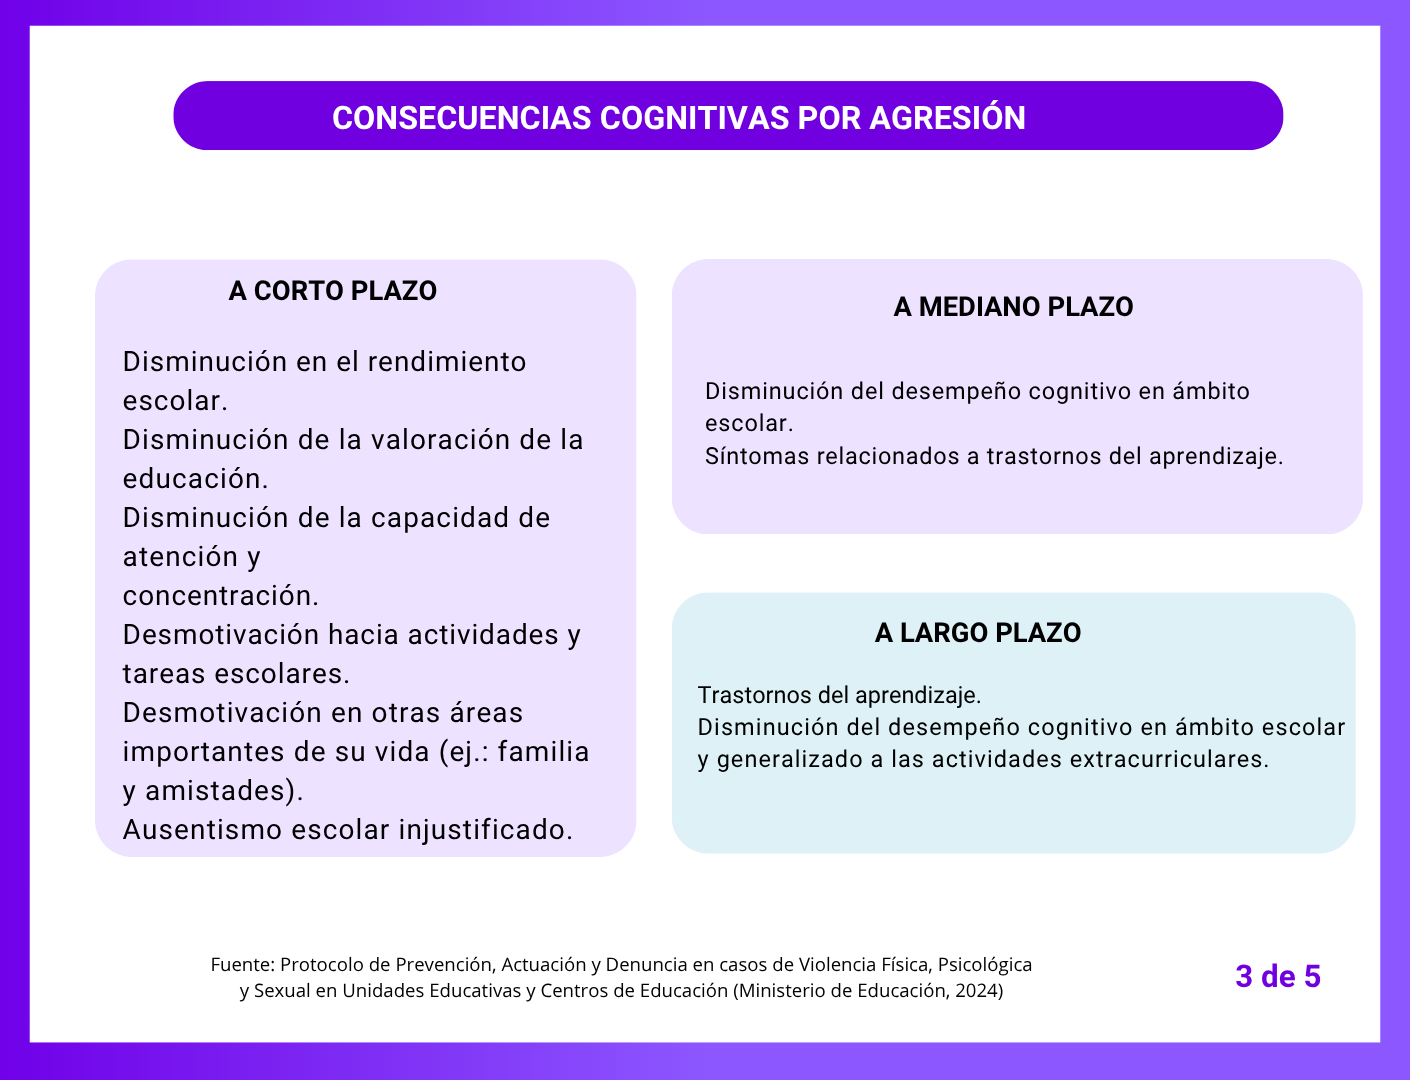 CONSECUENCIAS COGNITIVAS POR AGRESIÓN
A CORTO PLAZO
Disminución en el rendimiento
escolar.
Disminución de la valoración de la
educación.
Disminución de la capacidad de
atención y
concentración.
Desmotivación hacia actividades y
tareas escolares.
Desmotivación en otras áreas
importantes de su vida (ej.: familia
y amistades).
Ausentismo escolar injustificado.
A MEDIANO PLAZO
Disminución del desempeño cognitivo en ámbito
escolar.
Síntomas relacionados a trastornos del aprendizaje.
A LARGO PLAZO
Trastornos del aprendizaje.
Disminución del desempeño cognitivo en ámbito escolar
y generalizado a las actividades extracurriculares.
Fuente: Protocolo de Prevención, Actuación y Denuncia en casos de Violencia Física, Psicológica
y Sexual en Unidades Educativas y Centros de Educación (Ministerio de Educación, 2024)
3 de 5